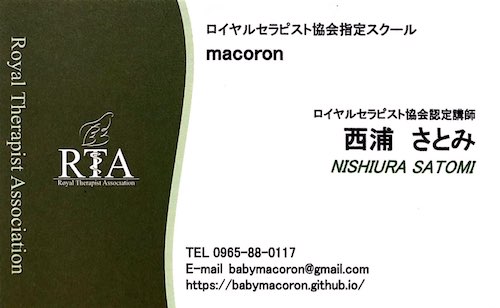 Royal Therapist Association
RTA
Royal Therapist Association
ロイヤルセラピスト協会指定スクール
macoron
ロイヤルセラピスト協会認定講師
西浦 さとみ
NISHIURA SATOMI
TEL 0965-88-0117
E-mail babymacoron@gmail.com
https://babymacoron.github.io/